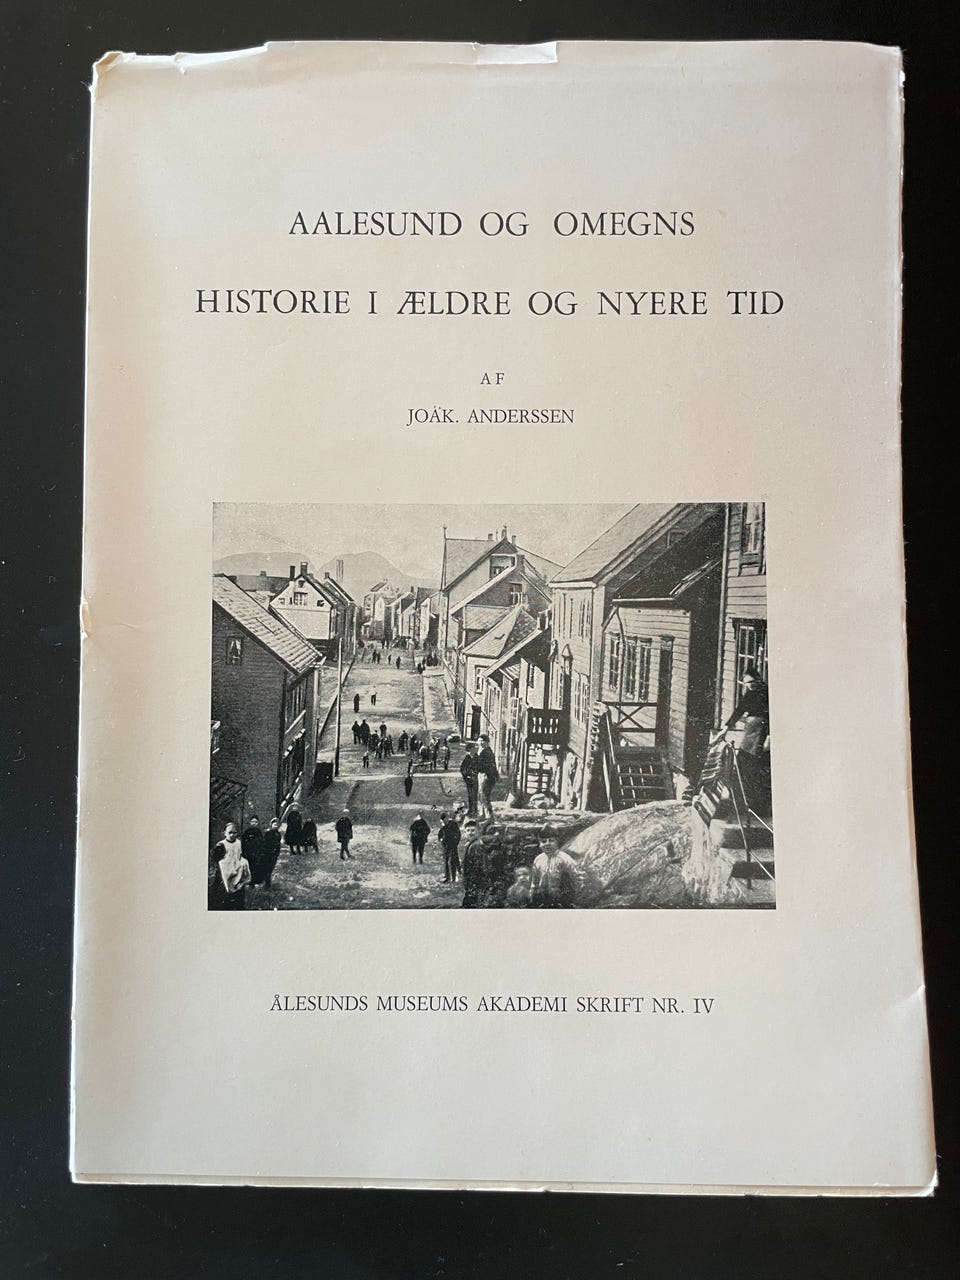 AALESUND OG OMEGNS
HISTORIE I ÆLDRE OG NYERE TID
AF
JOÄK. ANDERSSEN
ÅLESUNDS MUSEUMS AKADEMI SKRIFT NR. IV